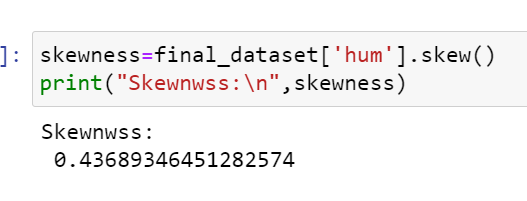 ]: skewness=final_dataset['hum'].skew()
print("Skewnwss:\n",skewness)
Skewnwss:
 0.43689346451282574